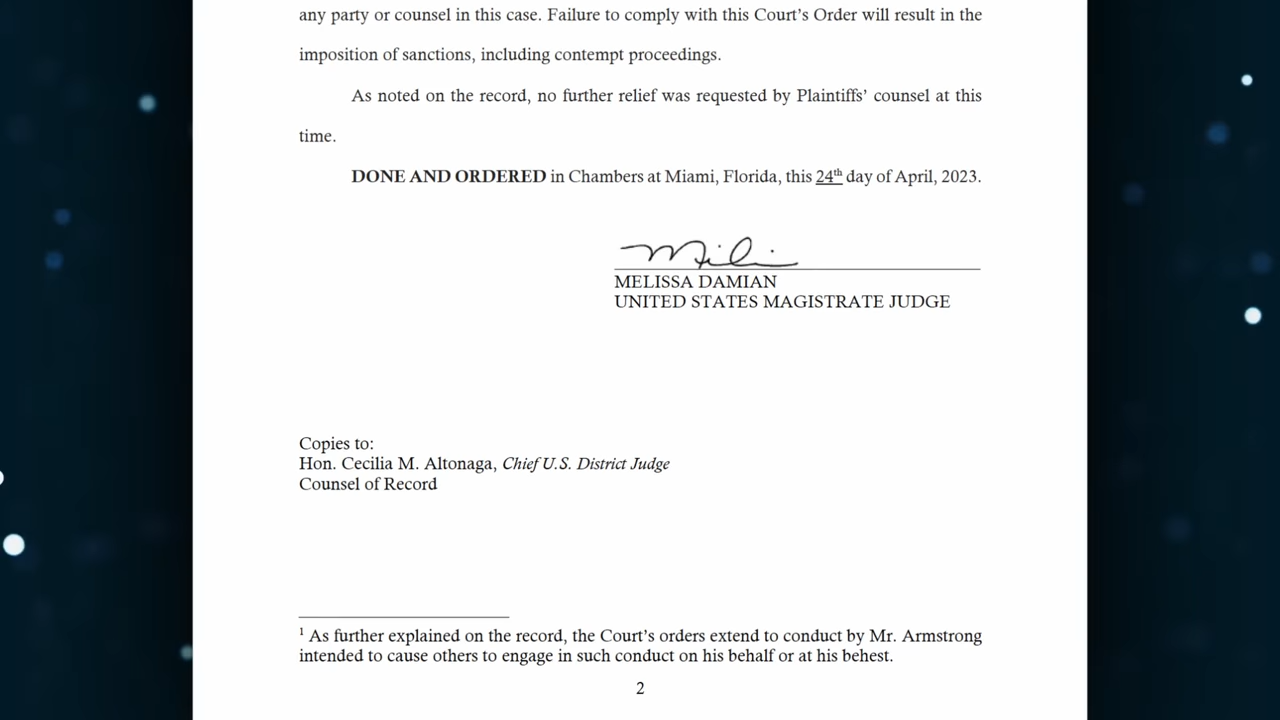 any party or counsel in this case. Failure to comply with this Court’s Order will result in the
imposition of sanctions, including contempt proceedings.
As noted on the record, no further relief was requested by Plaintiffs’ counsel at this
time.
DONE AND ORDERED in Chambers at Miami, Florida, this 24th day of April, 2023.
MELISSA DAMIAN
UNITED STATES MAGISTRATE JUDGE
Copies to:
Hon. Cecilia M. Altonaga, Chief U.S. District Judge
Counsel of Record
1 As further explained on the record, the Court’s orders extend to conduct by Mr. Armstrong
intended to cause others to engage in such conduct on his behalf or at his behest.
2